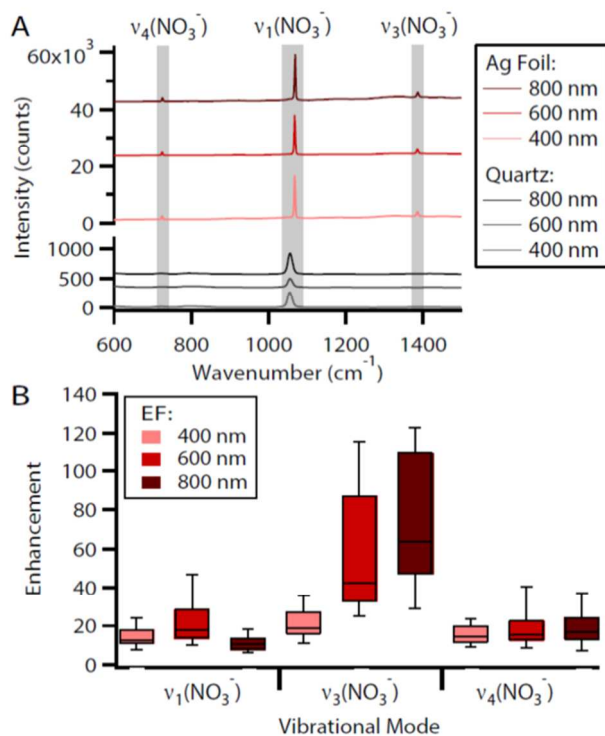 A
ν4(NO3-)
ν1(NO3-)
ν3(NO3-)
60x10^3
40
20
0
1000
500
0
Intensity (counts)
600
800
1000
1200
1400
Wavenumber (cm-1)
Ag Foil:
800 nm
600 nm
400 nm
Quartz:
800 nm
600 nm
400 nm
B
140
120
100
80
60
40
20
0
Enhancement
EF:
400 nm
600 nm
800 nm
ν1(NO3-)
ν3(NO3-)
ν4(NO3-)
Vibrational Mode